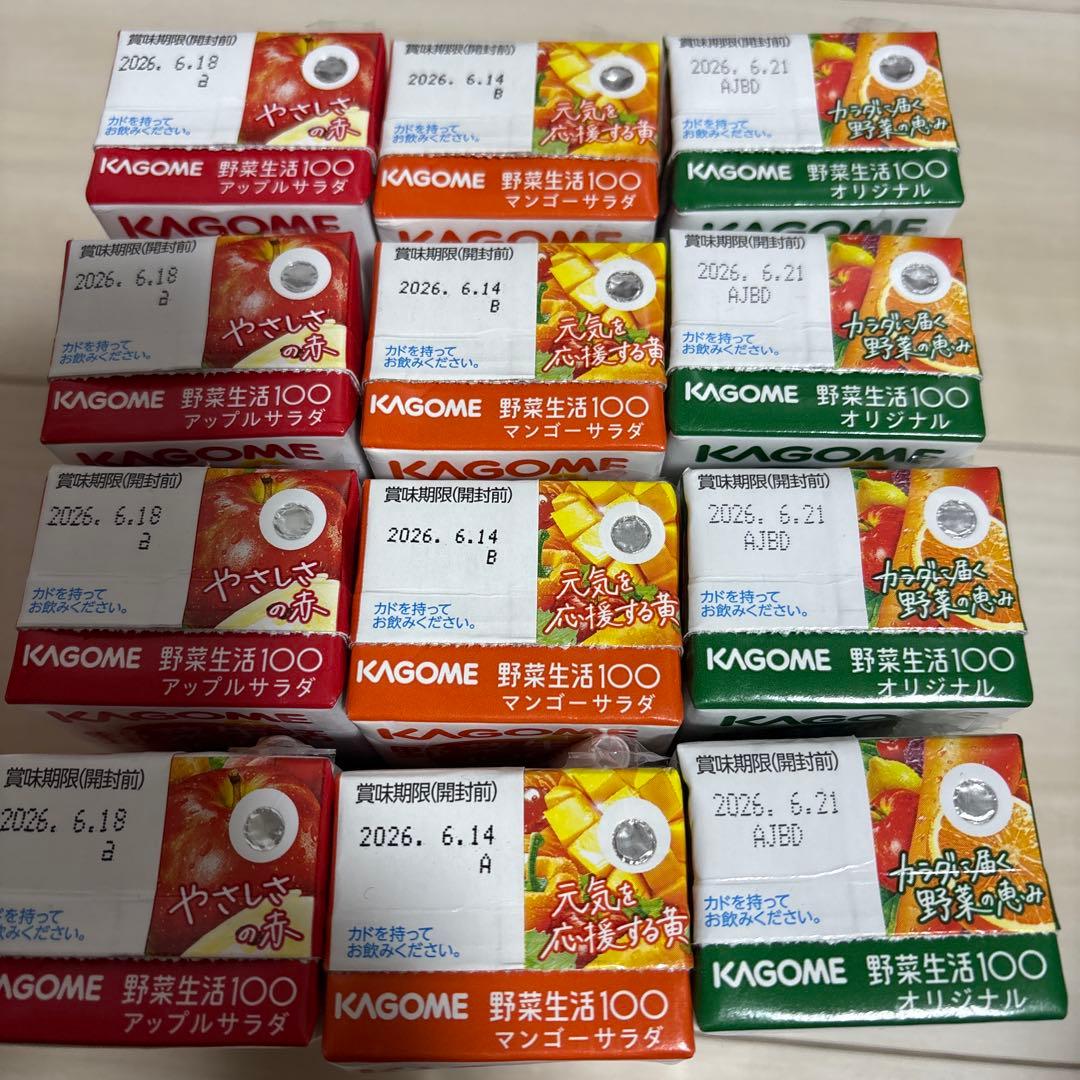 賞味期限(開封前)
2026. 6.18
a
カドを持って
お飲みください。
やさしさ
の赤
KAGOME 野菜生活100
アップルサラダ
KAGOME
賞味期限(開封前)
2026. 6.14
B
カドを持って
お飲みください。
元気を
応援する黄
KAGOME 野菜生活100
マンゴーサラダ
KAGOME
賞味期限(開封前)
2026. 6.21
AJBD
カドを持って
お飲みください。
カラダに届く
野菜の恵み
KAGOME 野菜生活100
オリジナル
KAGOME
賞味期限(開封前)
2026. 6.18
a
カドを持って
お飲みください。
やさしさ
の赤
KAGOME 野菜生活100
アップルサラダ
KAGOME
賞味期限(開封前)
2026. 6.14
B
カドを持って
お飲みください。
元気を
応援する黄
KAGOME 野菜生活100
マンゴーサラダ
KAGOME
賞味期限(開封前)
2026. 6.21
AJBD
カドを持って
お飲みください。
カラダに届く
野菜の恵み
KAGOME 野菜生活100
オリジナル
KAGOME
賞味期限(開封前)
2026. 6.18
a
カドを持って
お飲みください。
やさしさ
の赤
KAGOME 野菜生活100
アップルサラダ
KAGOME
賞味期限(開封前)
2026. 6.14
B
カドを持って
お飲みください。
元気を
応援する黄
KAGOME 野菜生活100
マンゴーサラダ
KAGOME
賞味期限(開封前)
2026. 6.21
AJBD
カドを持って
お飲みください。
カラダに届く
野菜の恵み
KAGOME 野菜生活100
オリジナル
KAGOME
賞味期限(開封前)
2026. 6.18
a
を持って
飲みください。
やさしさ
の赤
AGOME 野菜生活100
アップルサラダ
賞味期限(開封前)
2026. 6.14
A
カドを持って
お飲みください。
元気を
応援する黄
KAGOME 野菜生活100
マンゴーサラダ
賞味期限(開封前)
2026. 6.21
AJBD
カドを持って
お飲みください。
カラダに届く
野菜の恵み
KAGOME 野菜生活100
オリジナル